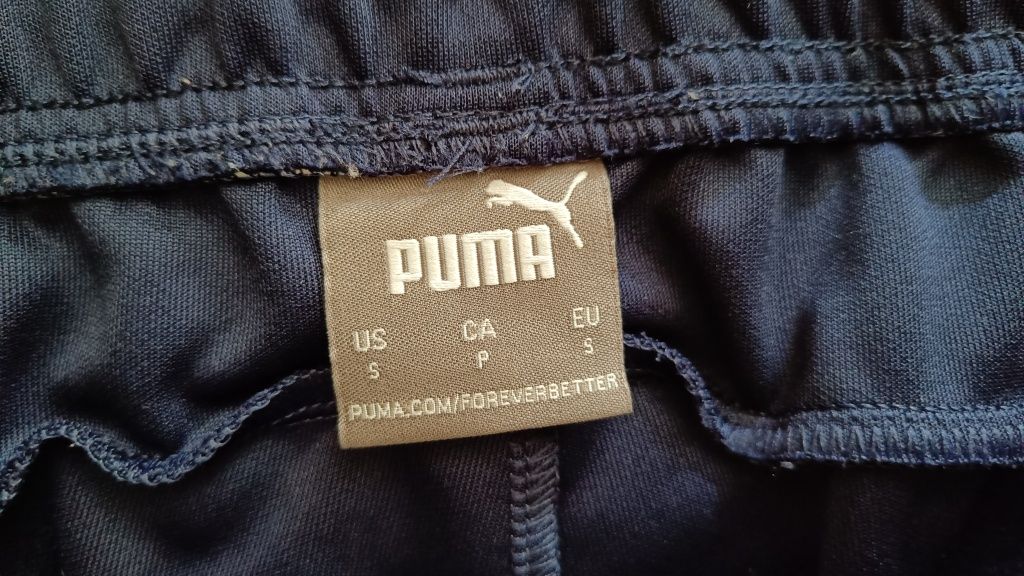 PUMA
US CA EU
S P S
PUMA.COM/FOREVERBETTER